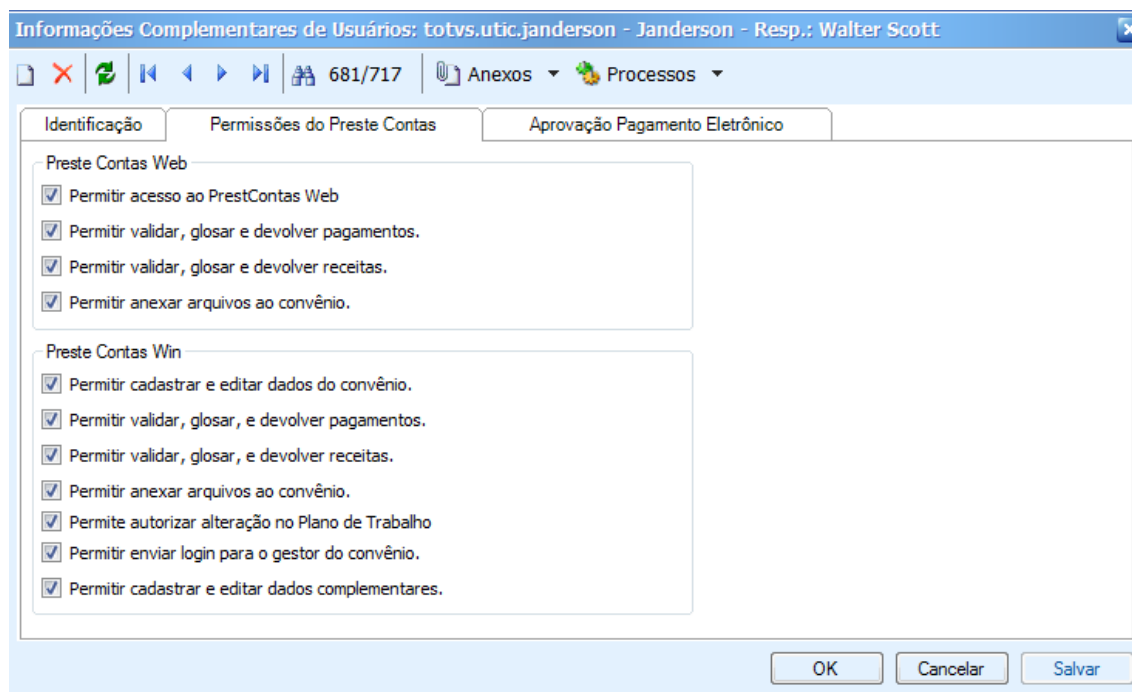 Informações Complementares de Usuários: totvs.utic.janderson - Janderson - Resp.: Walter Scott
681/717 Anexos Processos
Identificação Permissões do Preste Contas Aprovação Pagamento Eletrônico
Preste Contas Web
Permitir acesso ao PrestContas Web
Permitir validar, glosar e devolver pagamentos.
Permitir validar, glosar e devolver receitas.
Permitir anexar arquivos ao convênio.
Preste Contas Win
Permitir cadastrar e editar dados do convênio.
Permitir validar, glosar, e devolver pagamentos.
Permitir validar, glosar, e devolver receitas.
Permitir anexar arquivos ao convênio.
Permite autorizar alteração no Plano de Trabalho
Permitir enviar login para o gestor do convênio.
Permitir cadastrar e editar dados complementares.
OK Cancelar Salvar